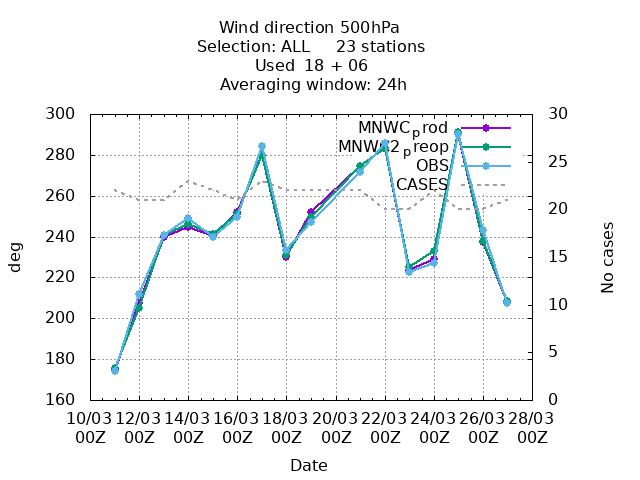 Wind direction 500hPa
Selection: ALL 23 stations
Used 18 + 06
Averaging window: 24h
300
280
260
240
220
200
180
160
deg
30
25
20
15
10
5
0
No cases
MNWC_prod
MNWC2_preop
OBS
CASES
10/03 12/03 14/03 16/03 18/03 20/03 22/03 24/03 26/03 28/03
00Z 00Z 00Z 00Z 00Z 00Z 00Z 00Z 00Z 00Z
Date